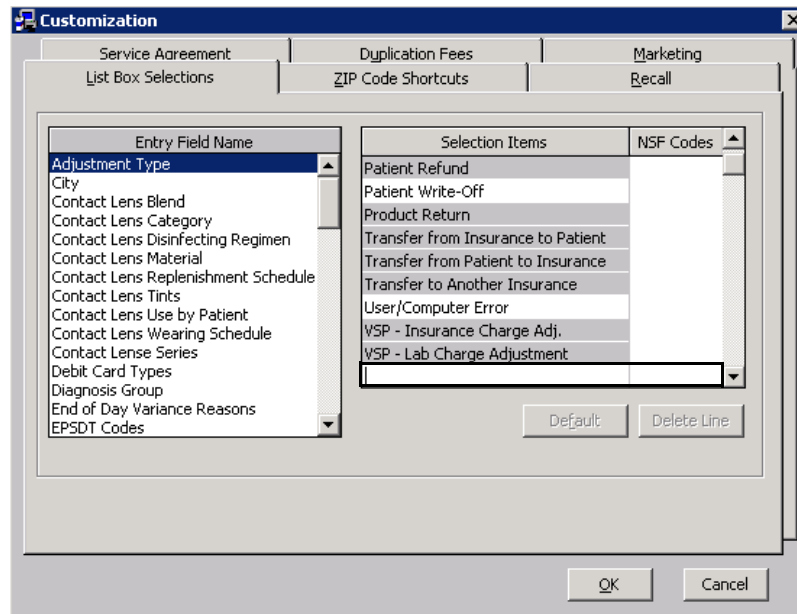 Customization
Service Agreement Duplication Fees Marketing
List Box Selections ZIP Code Shortcuts Recall
Entry Field Name
Adjustment Type
City
Contact Lens Blend
Contact Lens Category
Contact Lens Disinfecting Regimen
Contact Lens Material
Contact Lens Replenishment Schedule
Contact Lens Tints
Contact Lens Use by Patient
Contact Lens Wearing Schedule
Contact Lense Series
Debit Card Types
Diagnosis Group
End of Day Variance Reasons
EPSDT Codes
Selection Items NSF Codes
Patient Refund
Patient Write-Off
Product Return
Transfer from Insurance to Patient
Transfer from Patient to Insurance
Transfer to Another Insurance
User/Computer Error
VSP - Insurance Charge Adj.
VSP - Lab Charge Adjustment
Default Delete Line
OK Cancel